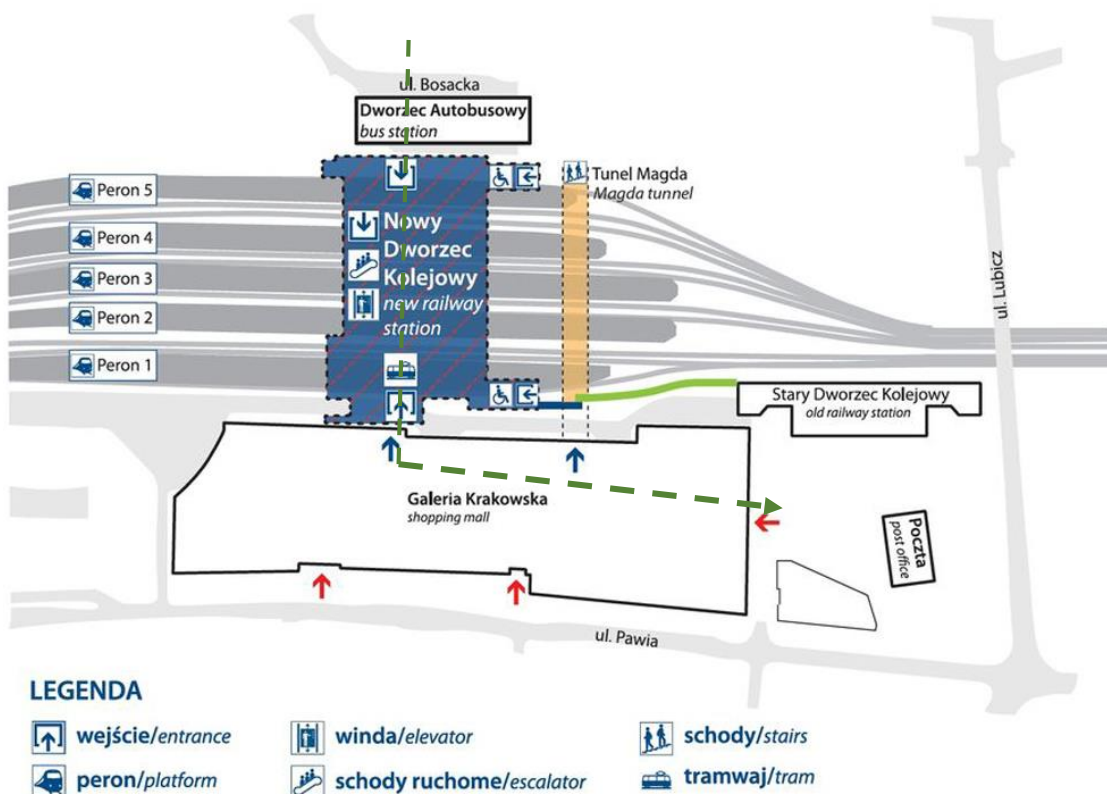 ul. Bosacka
Dworzec Autobusowy
bus station
Tunel Magda
Magda tunnel
Peron 5
Peron 4
Peron 3
Peron 2
Peron 1
Nowy
Dworzec
Kolejowy
new railway
station
ul. Lubicz
Stary Dworzec Kolejowy
old railway station
Galeria Krakowska
shopping mall
Poczta
post office
ul. Pawia
LEGENDA
wejście/entrance
winda/elevator
schody/stairs
peron/platform
schody ruchome/escalator
tramwaj/tram